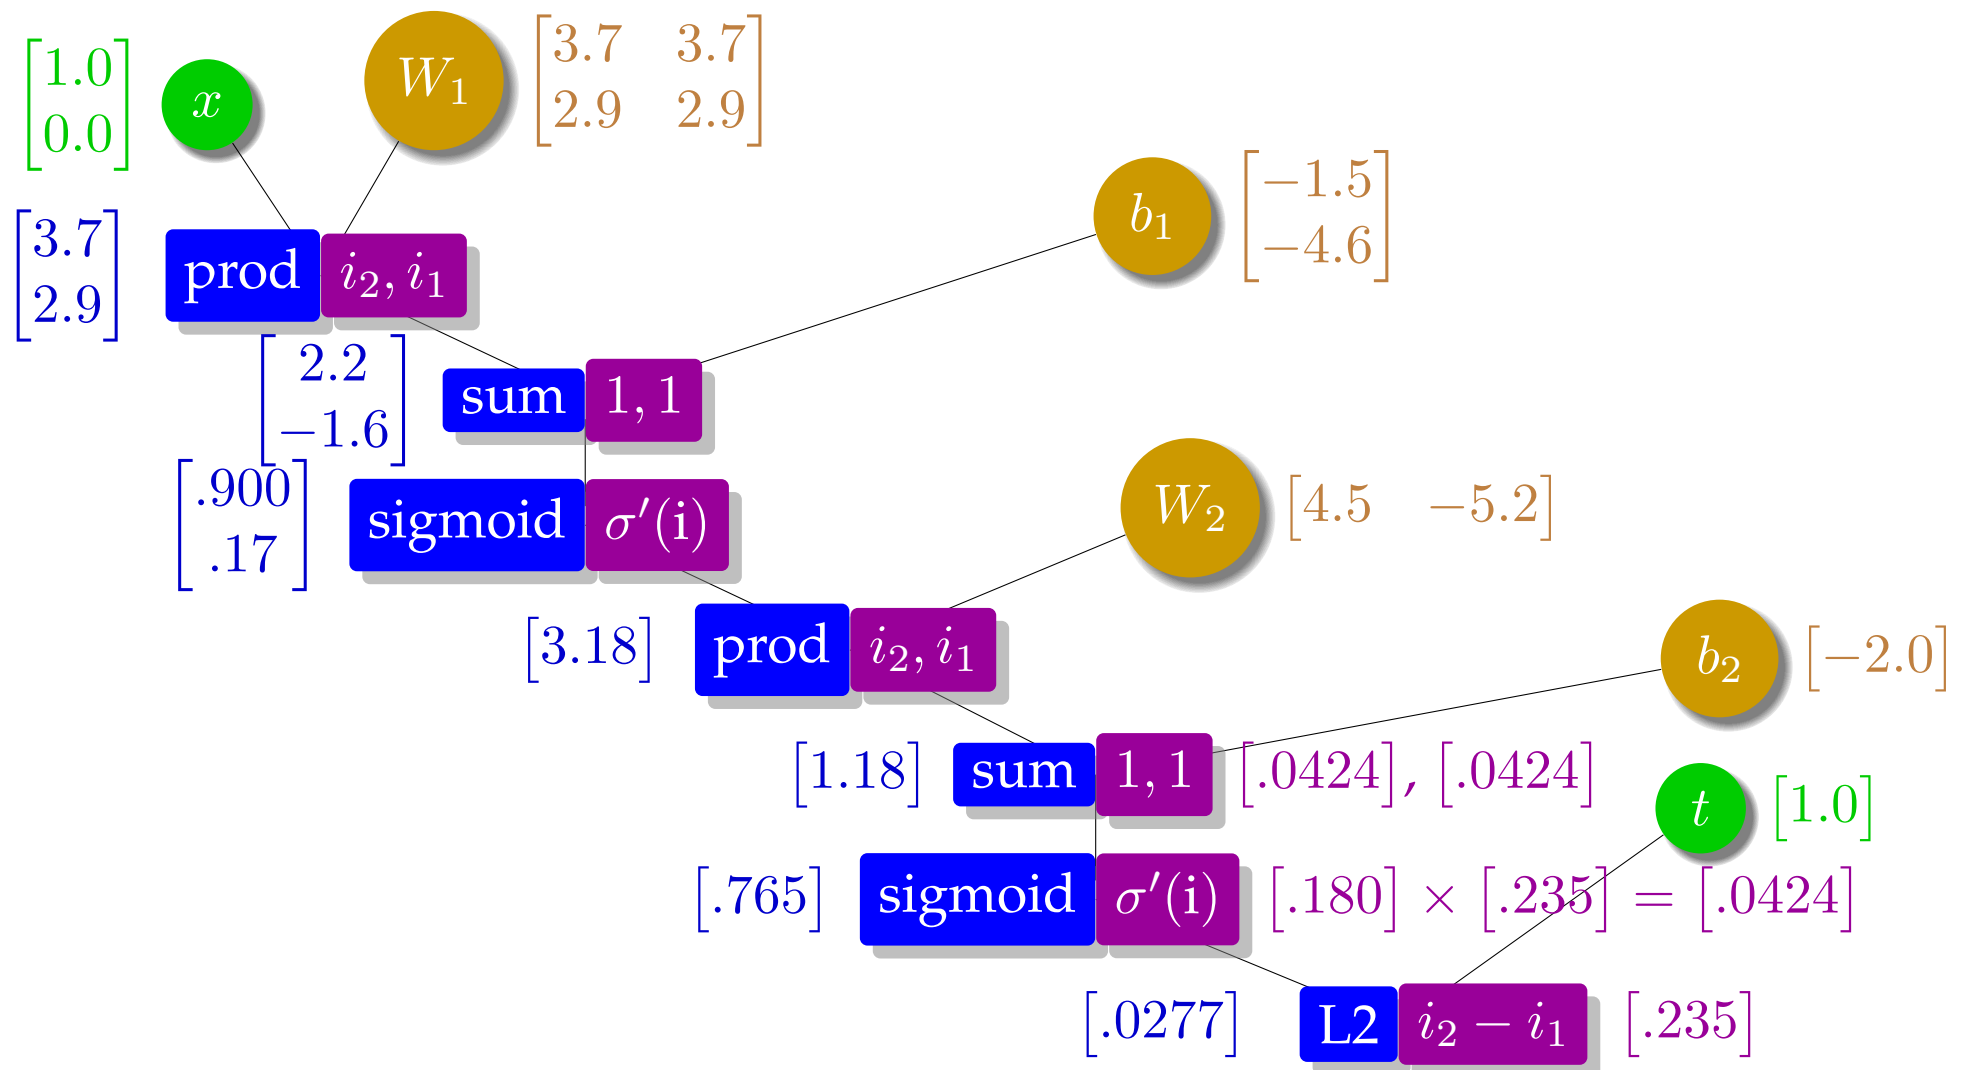 [1.0 0.0] x W₁ [3.7 3.7 2.9 2.9]
[3.7 2.9] prod i₂, i₁
b₁ [−1.5 −4.6]
[2.2 −1.6] sum 1, 1
[.900 .17] sigmoid σ′(i)
W₂ [4.5 −5.2]
[3.18] prod i₂, i₁
b₂ [−2.0]
[1.18] sum 1, 1 [.0424], [.0424]
t [1.0]
[.765] sigmoid σ′(i) [.180] × [.235] = [.0424]
[.0277] L2 i₂ − i₁ [.235]